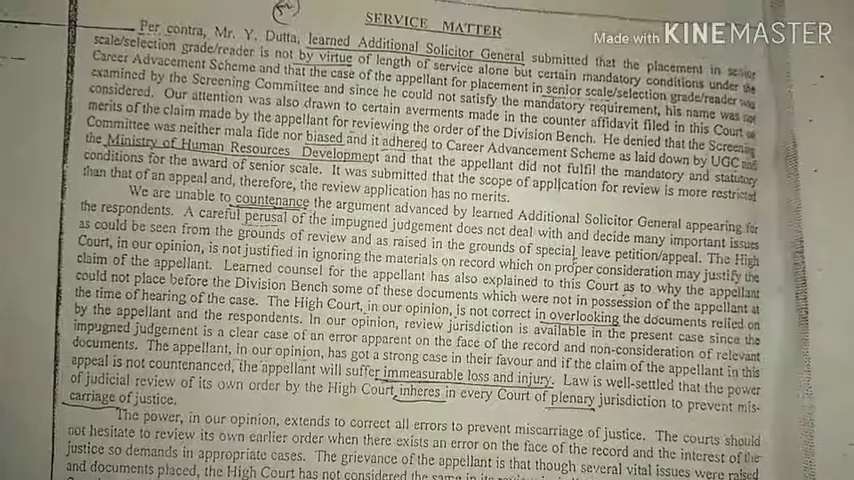 SERVICE MATTER
Made with KINEMASTER
Per contra, Mr. Y. Dutta, learned Additional Solicitor General submitted that the placement in senior
scale/selection grade/reader is not by virtue of length of service alone but certain mandatory conditions under the
Career Advacement Scheme and that the case of the appellant for placement in senior scale/selection grade/reader was
examined by the Screening Committee and since he could not satisfy the mandatory requirement, his name was not
considered. Our attention was also drawn to certain averments made in the counter affidavit filed in this Court
merits of the claim made by the appellant for reviewing the order of the Division Bench. He denied that the Screening
Committee was neither mala fide nor biased and it adhered to Career Advancement Scheme as laid down by UGC and
the Ministry of Human Resources Development and that the appellant did not fulfil the mandatory and statutory
conditions for the award of senior scale. It was submitted that the scope of application for review is more restricted
than that of an appeal and, therefore, the review application has no merits.
We are unable to countenance the argument advanced by learned Additional Solicitor General appearing for
the respondents. A careful perusal of the impugned judgement does not deal with and decide many important issues
as could be seen from the grounds of review and as raised in the grounds of special leave petition/appeal. The High
Court, in our opinion, is not justified in ignoring the materials on record which on proper consideration may justify the
claim of the appellant. Learned counsel for the appellant has also explained to this Court as to why the appellant
could not place before the Division Bench some of these documents which were not in possession of the appellant at
the time of hearing of the case. The High Court, in our opinion, is not correct in overlooking the documents relied on
by the appellant and the respondents. In our opinion, review jurisdiction is available in the present case since the
impugned judgement is a clear case of an error apparent on the face of the record and non-consideration of relevant
documents. The appellant, in our opinion, has got a strong case in their favour and if the claim of the appellant in this
appeal is not countenanced, the appellant will suffer immeasurable loss and injury. Law is well-settled that the power
of judicial review of its own order by the High Court inheres in every Court of plenary jurisdiction to prevent mis-
carriage of justice.
The power, in our opinion, extends to correct all errors to prevent miscarriage of justice. The courts should
not hesitate to review its own earlier order when there exists an error on the face of the record and the interest of the
justice so demands in appropriate cases. The grievance of the appellant is that though several vital issues were raised
and documents placed, the High Court has not considered the same in its